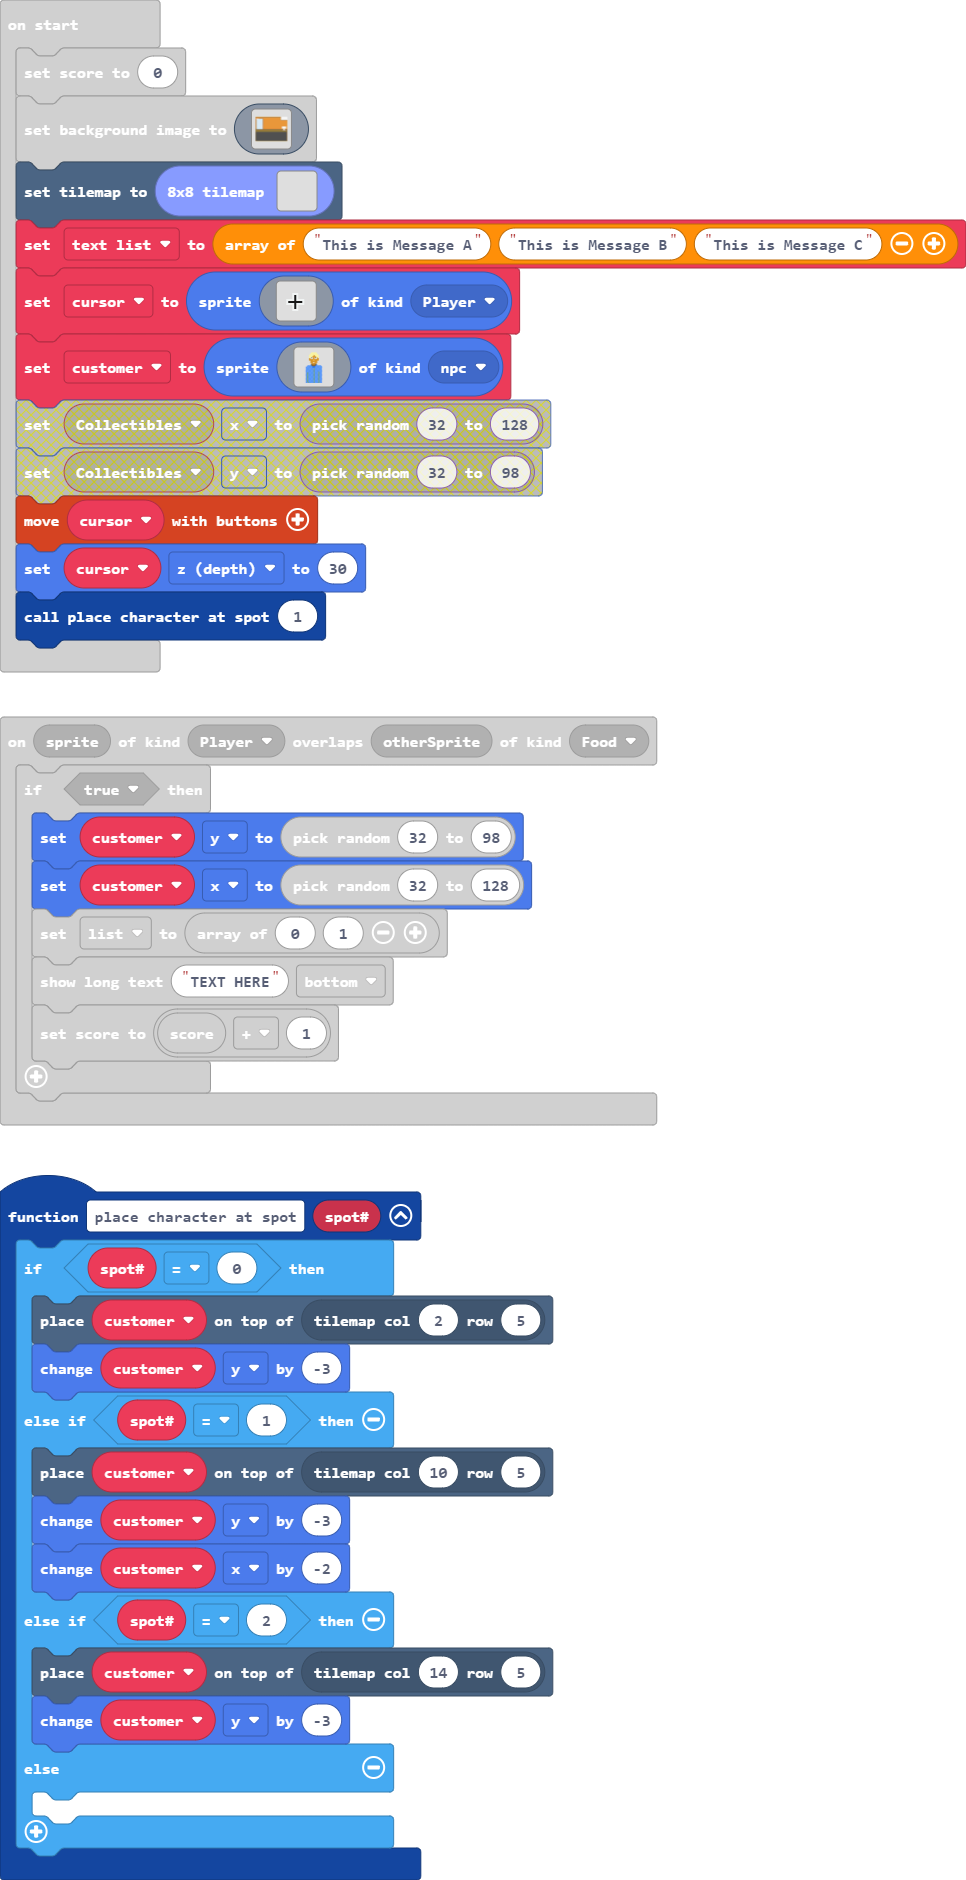 on start
set score to 0
set background image to
set tilemap to 8x8 tilemap
set text list to array of "This is Message A" "This is Message B" "This is Message C"
set cursor to sprite of kind Player
set customer to sprite of kind npc
set Collectibles x to pick random 32 to 128
set Collectibles y to pick random 32 to 98
move cursor with buttons
set cursor z (depth) to 30
call place character at spot 1
on sprite of kind Player overlaps otherSprite of kind Food
if true then
set customer y to pick random 32 to 98
set customer x to pick random 32 to 128
set list to array of 0 1
show long text "TEXT HERE" bottom
set score to score + 1
function place character at spot spot#
if spot# = 0 then
place customer on top of tilemap col 2 row 5
change customer y by -3
else if spot# = 1 then
place customer on top of tilemap col 10 row 5
change customer y by -3
change customer x by -2
else if spot# = 2 then
place customer on top of tilemap col 14 row 5
change customer y by -3
else